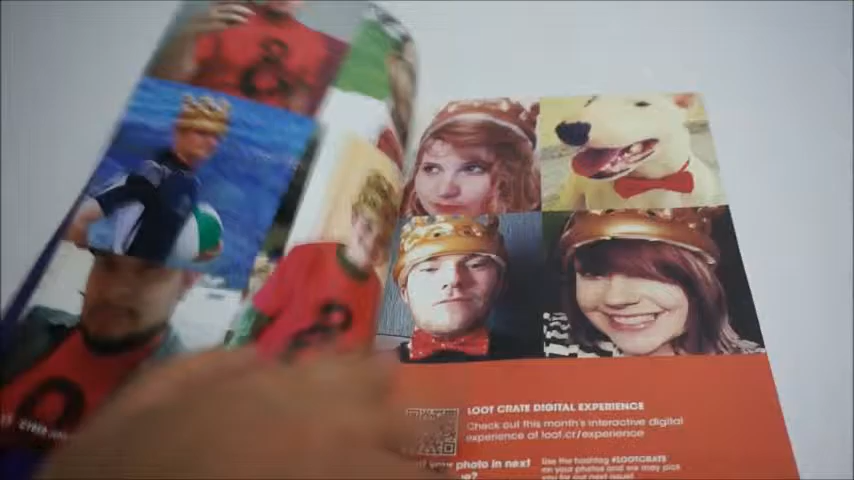 LOOT CRATE DIGITAL EXPERIENCE
Check out this month's interactive digital
experience at loot.cr/experience
your photo in next
Use the hashtag #LOOTCRATE
on your photos and we may pick
you for our next issue!